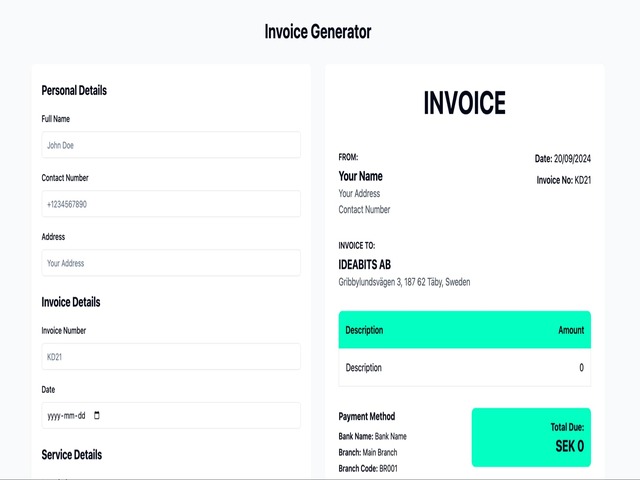 Invoice Generator
Personal Details
Full Name
John Doe
Contact Number
+1234567890
Address
Your Address
Invoice Details
Invoice Number
KD21
Date
yyyy-mm-dd
Service Details
INVOICE
FROM:
Your Name
Your Address
Contact Number
Date: 20/09/2024
Invoice No: KD21
INVOICE TO:
IDEABITS AB
Gribbylundsvägen 3, 187 62 Täby, Sweden
Description Amount
Description 0
Payment Method
Bank Name: Bank Name
Branch: Main Branch
Branch Code: BR001
Total Due:
SEK 0